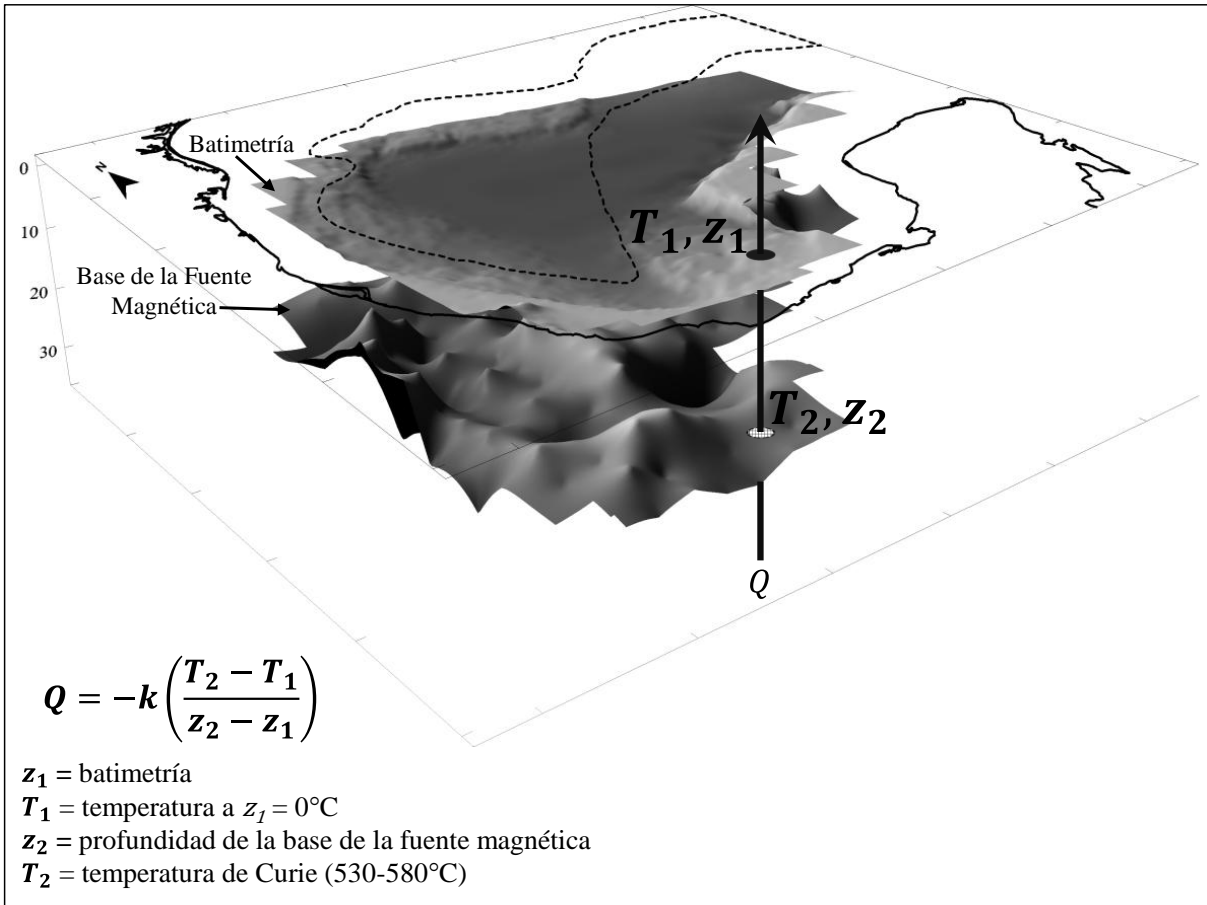 Batimetría
N
0
10
20
30
Base de la Fuente
Magnética
T₁, z₁
T₂, z₂
Q
Q = −k((T₂ − T₁)/(z₂ − z₁))
z₁ = batimetría
T₁ = temperatura a z₁ = 0°C
z₂ = profundidad de la base de la fuente magnética
T₂ = temperatura de Curie (530-580°C)